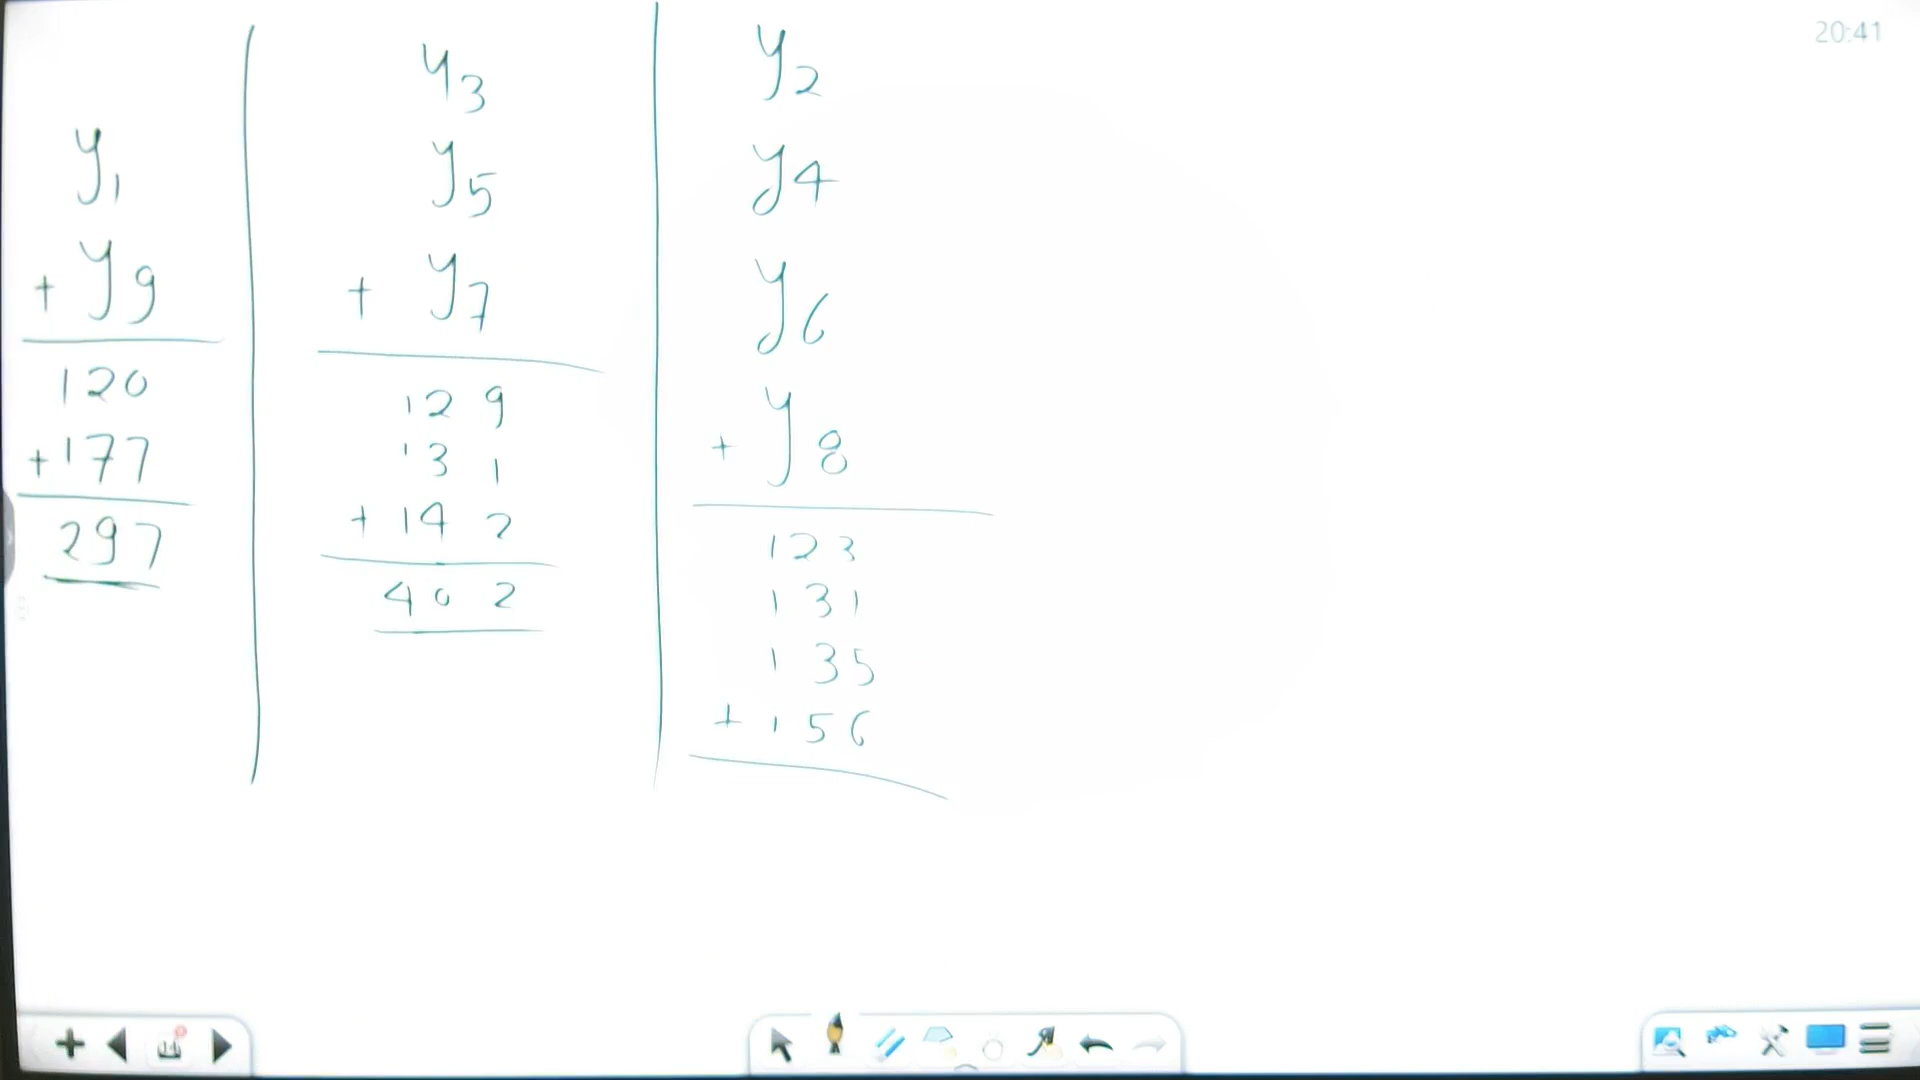 20:41
y1
+ y9
120
+177
297
y3
y5
+ y7
129
131
+ 142
402
y2
y4
y6
+ y8
123
131
135
+ 156